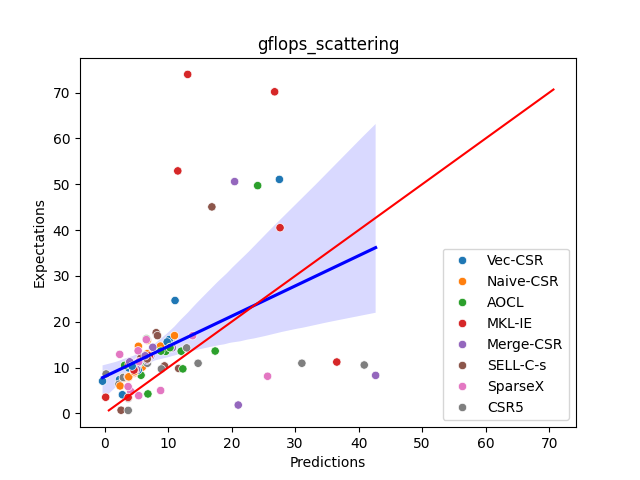 gflops_scattering
Expectations
70
60
50
40
30
20
10
0
0 10 20 30 40 50 60 70
Predictions
Vec-CSR
Naive-CSR
AOCL
MKL-IE
Merge-CSR
SELL-C-s
SparseX
CSR5